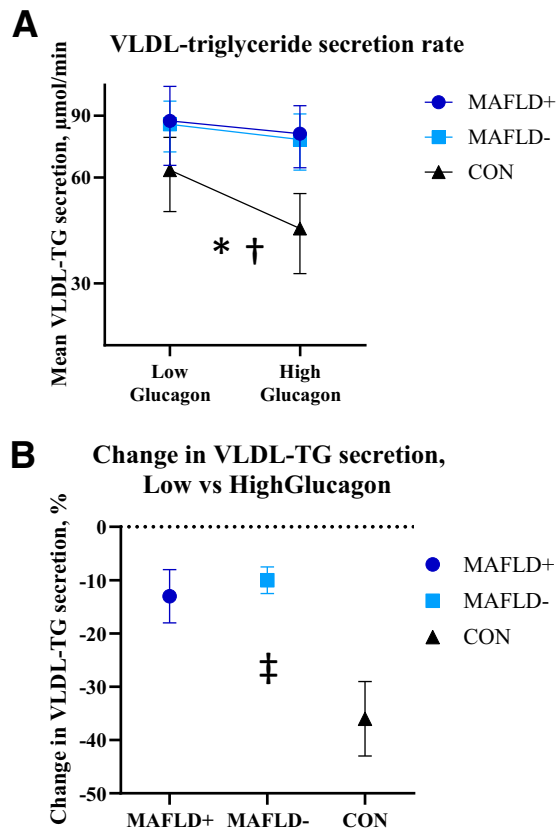 A
VLDL-triglyceride secretion rate
Mean VLDL-TG secretion, μmol/min
90
60
30
* †
Low
Glucagon
High
Glucagon
MAFLD+
MAFLD-
CON
B
Change in VLDL-TG secretion,
Low vs HighGlucagon
Change in VLDL-TG secretion, %
0
-10
-20
-30
-40
-50
‡
MAFLD+
MAFLD-
CON
MAFLD+
MAFLD-
CON